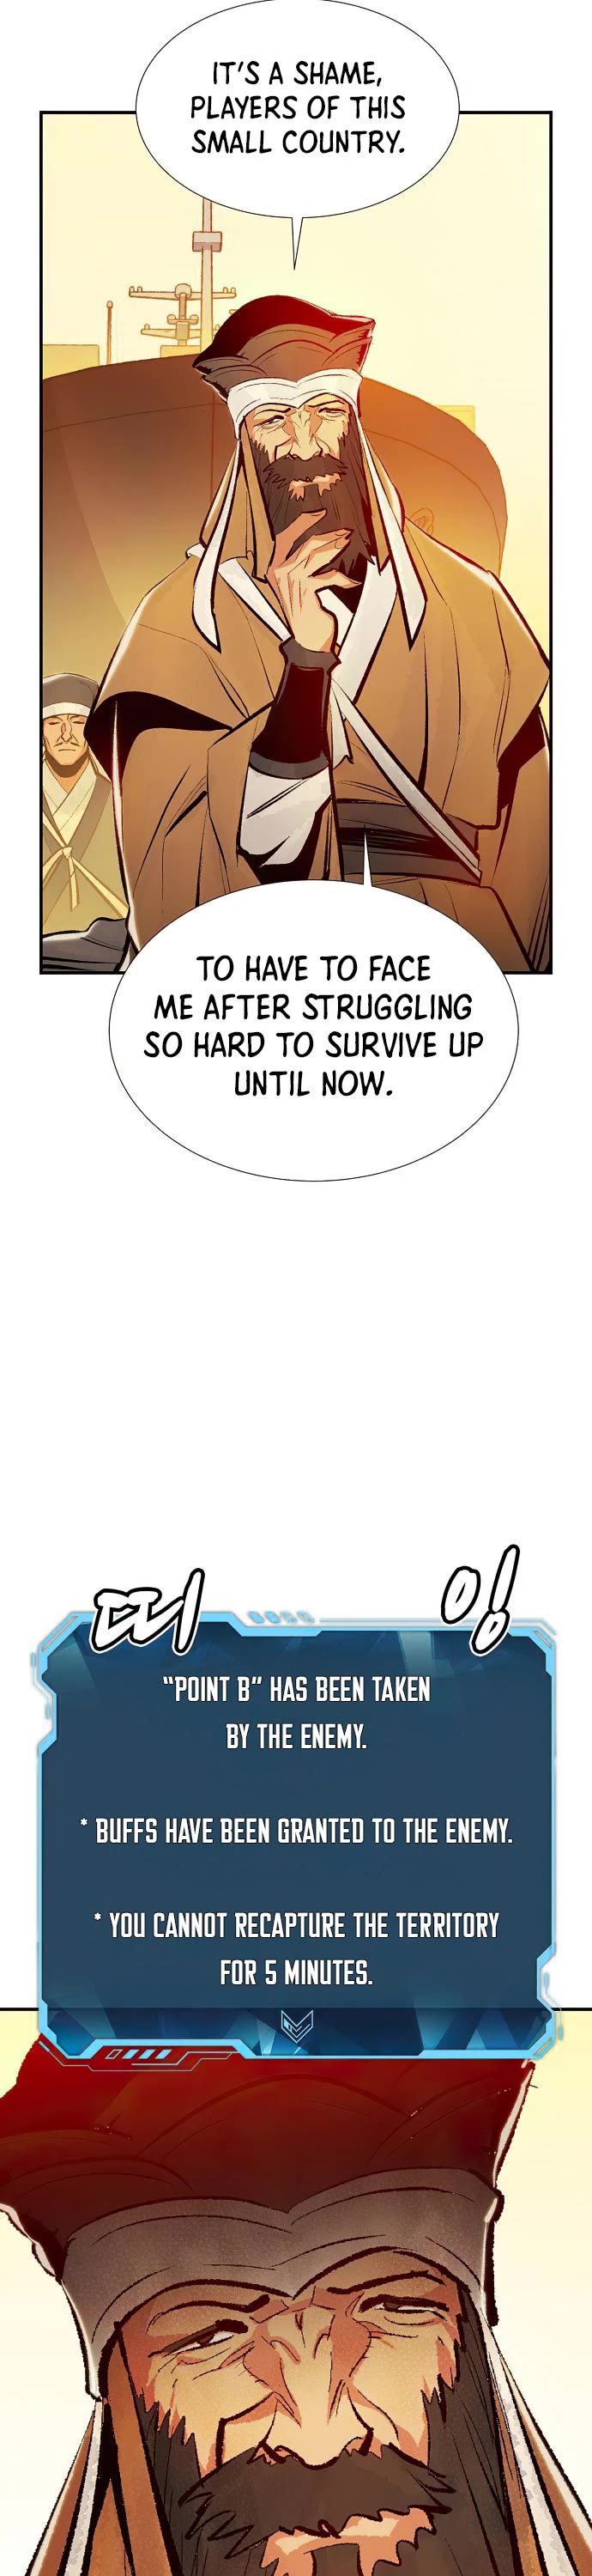 IT'S A SHAME,
PLAYERS OF THIS
SMALL COUNTRY.
TO HAVE TO FACE
ME AFTER STRUGGLING
SO HARD TO SURVIVE UP
UNTIL NOW.
띠 이!
“POINT B” HAS BEEN TAKEN
BY THE ENEMY.
* BUFFS HAVE BEEN GRANTED TO THE ENEMY.
* YOU CANNOT RECAPTURE THE TERRITORY
FOR 5 MINUTES.